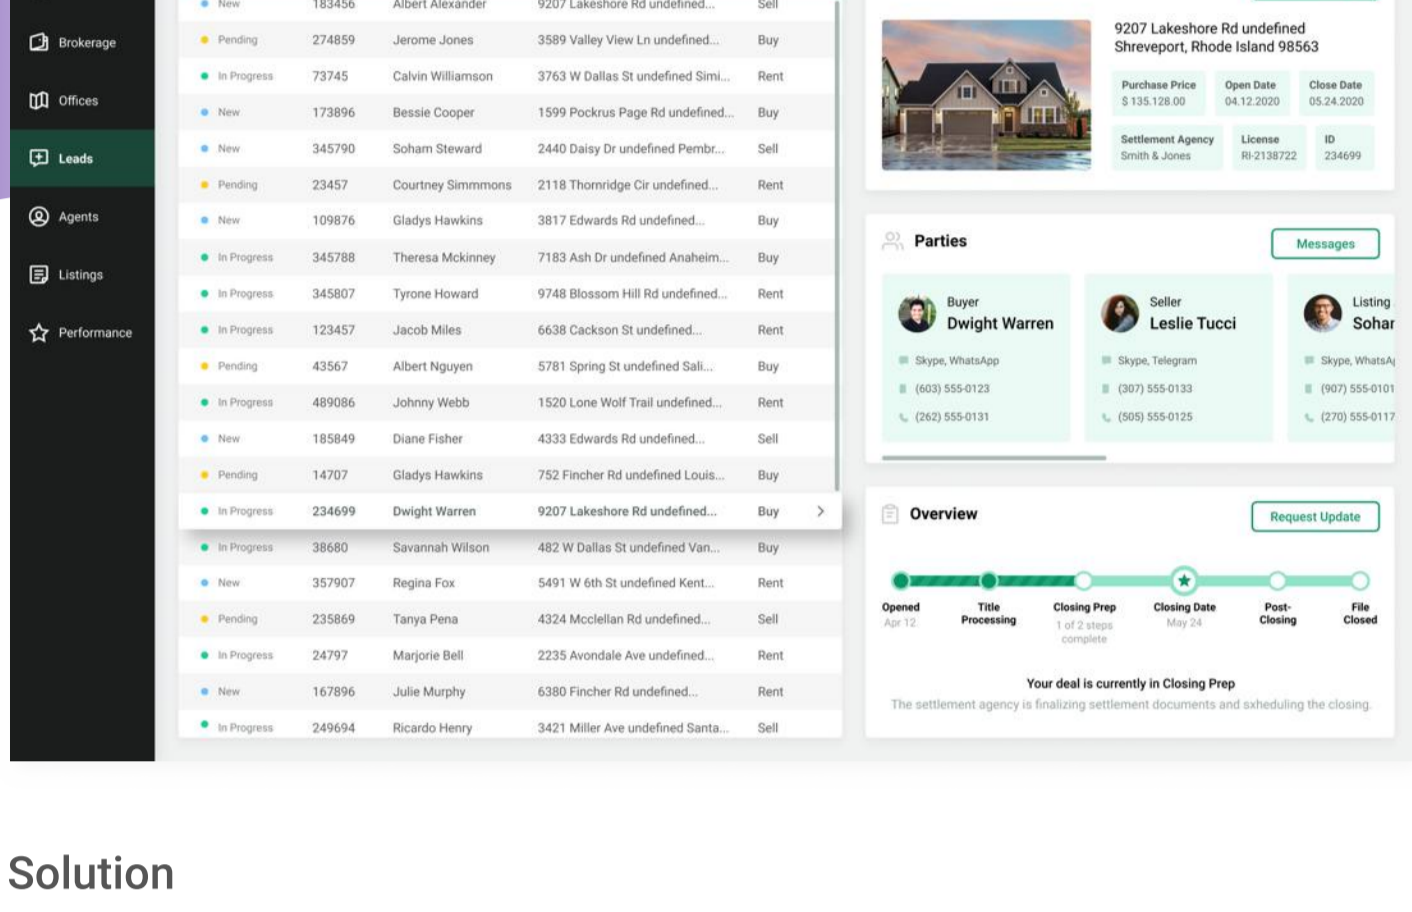 Brokerage
Offices
Leads
Agents
Listings
Performance
New 183456 Albert Alexander 9207 Lakeshore Rd undefined... Sell
Pending 274859 Jerome Jones 3589 Valley View Ln undefined... Buy
In Progress 73745 Calvin Williamson 3763 W Dallas St undefined Simi... Rent
New 173896 Bessie Cooper 1599 Pockrus Page Rd undefined... Buy
New 345790 Soham Steward 2440 Daisy Dr undefined Pembr... Sell
Pending 23457 Courtney Simmmons 2118 Thornridge Cir undefined... Rent
New 109876 Gladys Hawkins 3817 Edwards Rd undefined... Buy
In Progress 345788 Theresa Mckinney 7183 Ash Dr undefined Anaheim... Buy
In Progress 345807 Tyrone Howard 9748 Blossom Hill Rd undefined... Rent
In Progress 123457 Jacob Miles 6638 Cackson St undefined... Rent
Pending 43567 Albert Nguyen 5781 Spring St undefined Sali... Buy
In Progress 489086 Johnny Webb 1520 Lone Wolf Trail undefined... Rent
New 185849 Diane Fisher 4333 Edwards Rd undefined... Sell
Pending 14707 Gladys Hawkins 752 Fincher Rd undefined Louis... Buy
In Progress 234699 Dwight Warren 9207 Lakeshore Rd undefined... Buy
In Progress 38680 Savannah Wilson 482 W Dallas St undefined Van... Buy
New 357907 Regina Fox 5491 W 6th St undefined Kent... Rent
Pending 235869 Tanya Pena 4324 Mcclellan Rd undefined... Sell
In Progress 24797 Marjorie Bell 2235 Avondale Ave undefined... Rent
New 167896 Julie Murphy 6380 Fincher Rd undefined... Rent
In Progress 249694 Ricardo Henry 3421 Miller Ave undefined Santa... Sell
9207 Lakeshore Rd undefined
Shreveport, Rhode Island 98563
Purchase Price Open Date Close Date
$ 135.128.00 04.12.2020 05.24.2020
Settlement Agency License ID
Smith & Jones RI-2138722 234699
Parties Messages
Buyer
Dwight Warren
Skype, WhatsApp
(603) 555-0123
(262) 555-0131
Seller
Leslie Tucci
Skype, Telegram
(307) 555-0133
(505) 555-0125
Listing
Sohar
Skype, WhatsA
(907) 555-0101
(270) 555-0117
Overview Request Update
Opened
Apr 12
Title
Processing
Closing Prep
1 of 2 steps
complete
Closing Date
May 24
Post-
Closing
File
Closed
Your deal is currently in Closing Prep
The settlement agency is finalizing settlement documents and sxheduling the closing.
Solution